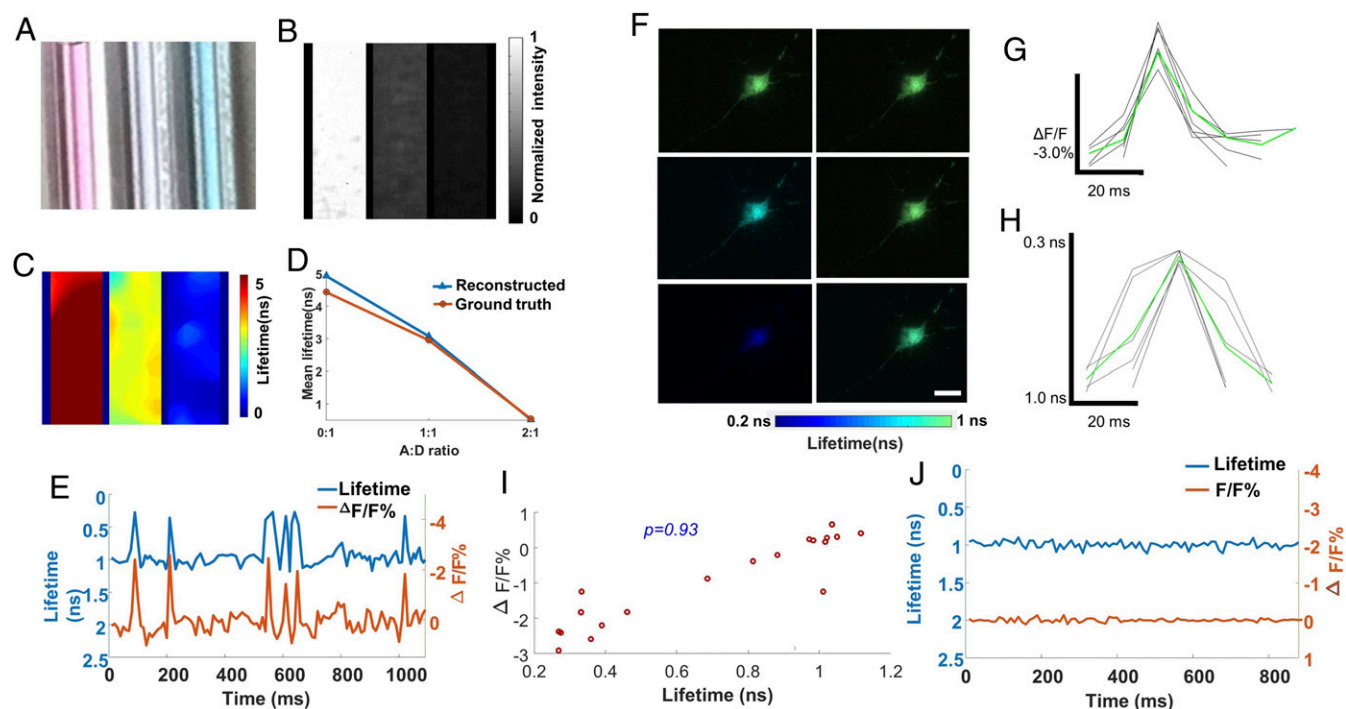 A
B
1
Normalized intensity
0
C
5
Lifetime(ns)
0
D
5
4
3
2
1
Mean lifetime(ns)
Reconstructed
Ground truth
0:1 1:1 2:1
A:D ratio
E
0
0.5
1
1.5
2
2.5
Lifetime
(ns)
Lifetime
ΔF/F%
-4
-2
0
Δ F/F%
0 200 400 600 800 1000
Time (ms)
F
0.2 ns
1 ns
Lifetime(ns)
G
ΔF/F
-3.0%
20 ms
H
0.3 ns
1.0 ns
20 ms
I
p=0.93
1
0
-1
-2
-3
Δ F/F%
0.2 0.4 0.6 0.8 1 1.2
Lifetime (ns)
J
Lifetime
F/F%
0
0.5
1
1.5
2
2.5
Lifetime (ns)
-4
-3
-2
-1
0
1
Δ F/F%
0 200 400 600 800
Time (ms)